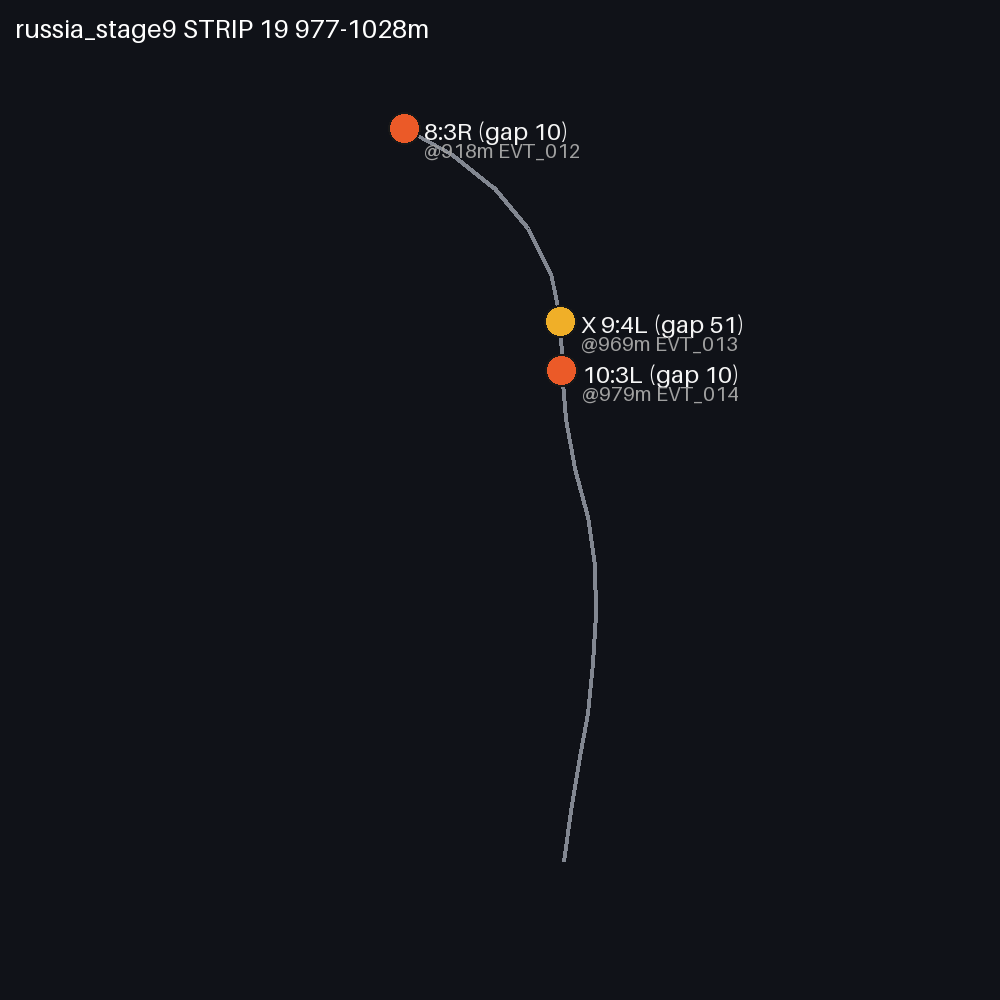 russia_stage9 STRIP 19 977-1028m
8:3R (gap 10)
@918m EVT_012
X 9:4L (gap 51)
@969m EVT_013
10:3L (gap 10)
@979m EVT_014